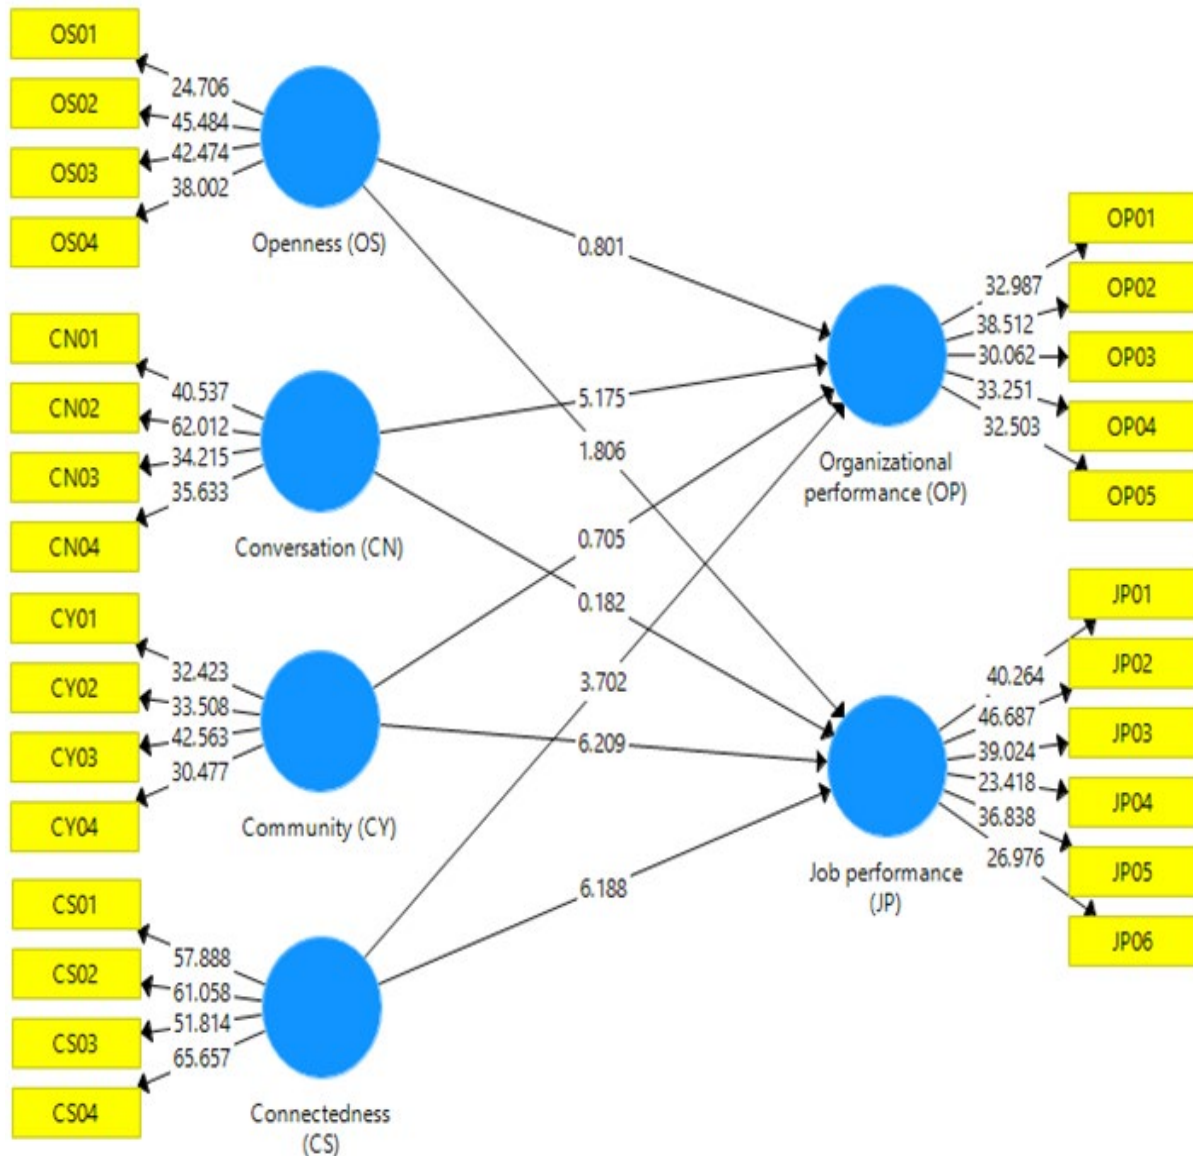 OS01
24.706
OS02
45.484
42.474
OS03
38.002
OS04
Openness (OS)
CN01
40.537
CN02
62.012
34.215
CN03
35.633
CN04
Conversation (CN)
CY01
32.423
CY02
33.508
42.563
CY03
30.477
CY04
Community (CY)
CS01
57.888
CS02
61.058
51.814
CS03
65.657
CS04
Connectedness
(CS)
0.801
5.175
1.806
0.705
0.182
3.702
6.209
6.188
OP01
32.987
OP02
38.512
30.062
OP03
33.251
OP04
32.503
OP05
Organizational
performance (OP)
JP01
40.264
JP02
46.687
39.024
JP03
23.418
JP04
36.838
JP05
26.976
JP06
Job performance
(JP)